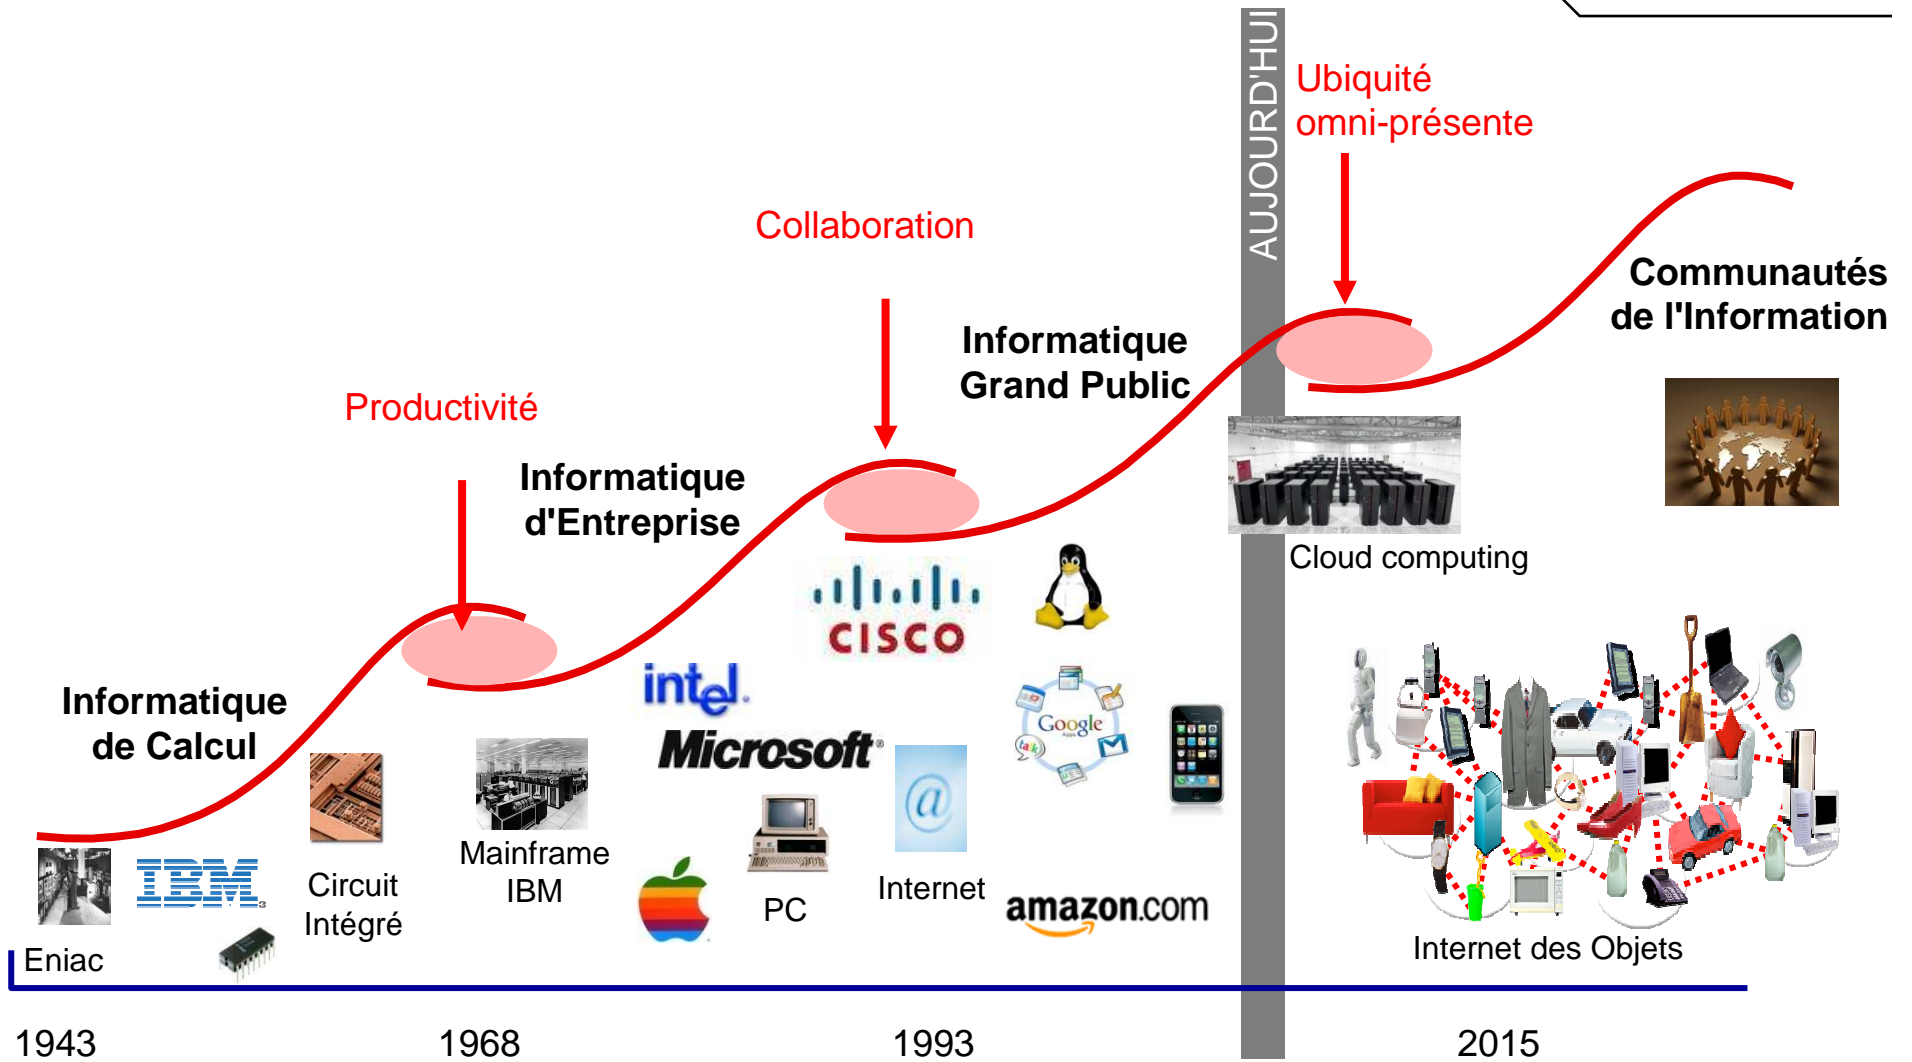 AUJOURD'HUI
Ubiquité
omni-présente
Collaboration
Communautés
de l'Information
Informatique
Grand Public
Productivité
Informatique
d'Entreprise
Cloud computing
CISCO
intel.
Informatique
de Calcul
Google
Apps
talk
Microsoft
@
Mainframe
IBM
IBM
Circuit
Intégré
PC
Internet
amazon.com
Eniac
Internet des Objets
1943
1968
1993
2015